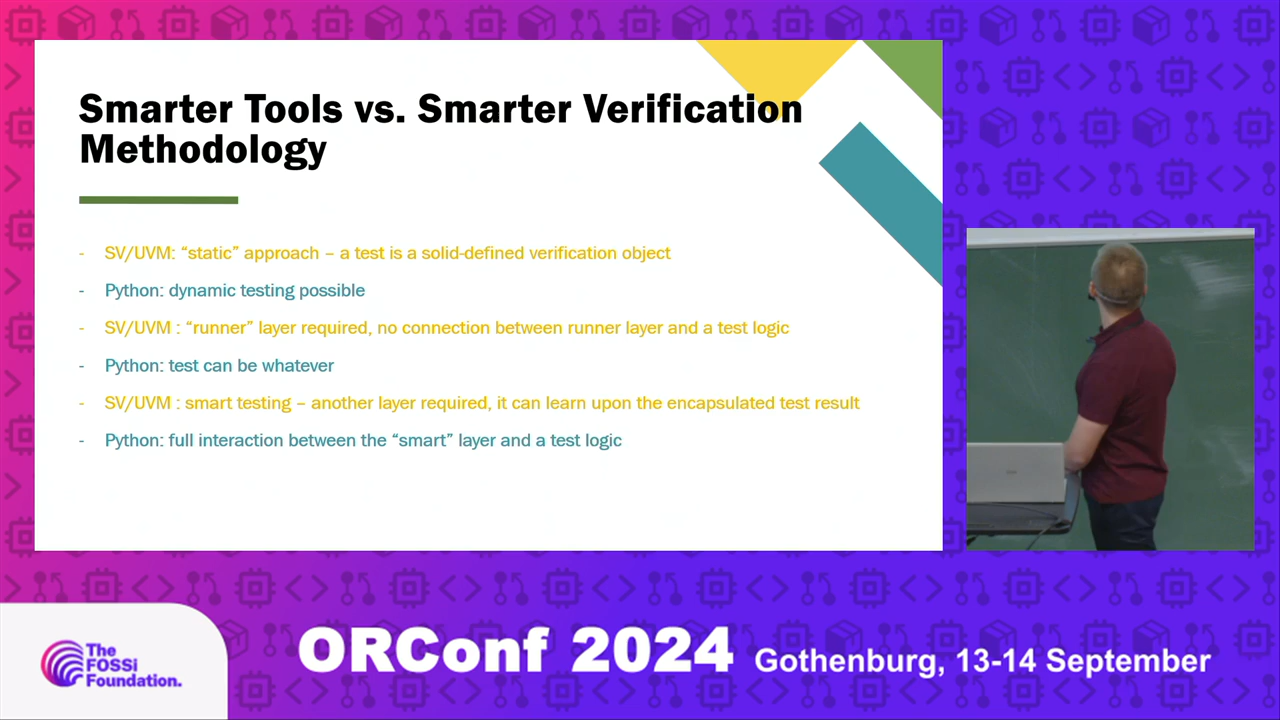 Smarter Tools vs. Smarter Verification
Methodology
- SV/UVM: “static” approach – a test is a solid-defined verification object
- Python: dynamic testing possible
- SV/UVM : “runner” layer required, no connection between runner layer and a test logic
- Python: test can be whatever
- SV/UVM : smart testing – another layer required, it can learn upon the encapsulated test result
- Python: full interaction between the “smart” layer and a test logic
The
FOSSi
Foundation.
ORConf 2024 Gothenburg, 13-14 September